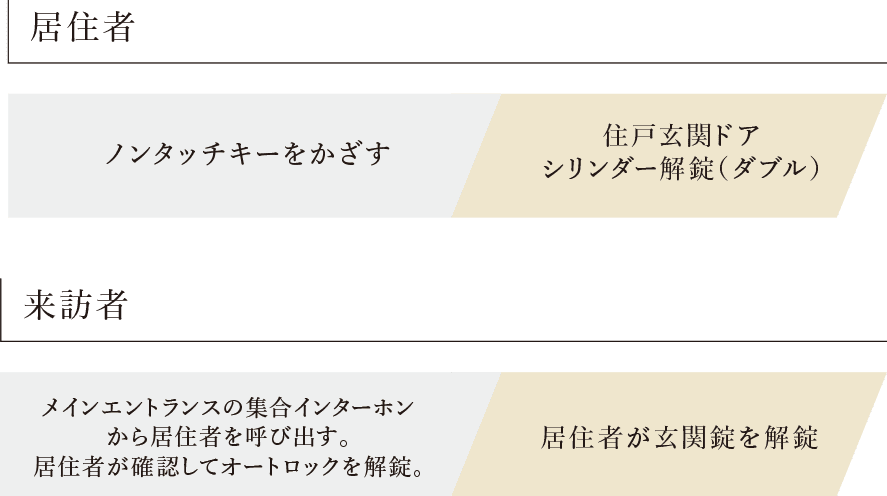 居住者
ノンタッチキーをかざす
住戸玄関ドア
シリンダー解錠（ダブル）
来訪者
メインエントランスの集合インターホン
から居住者を呼び出す。
居住者が確認してオートロックを解錠。
居住者が玄関錠を解錠